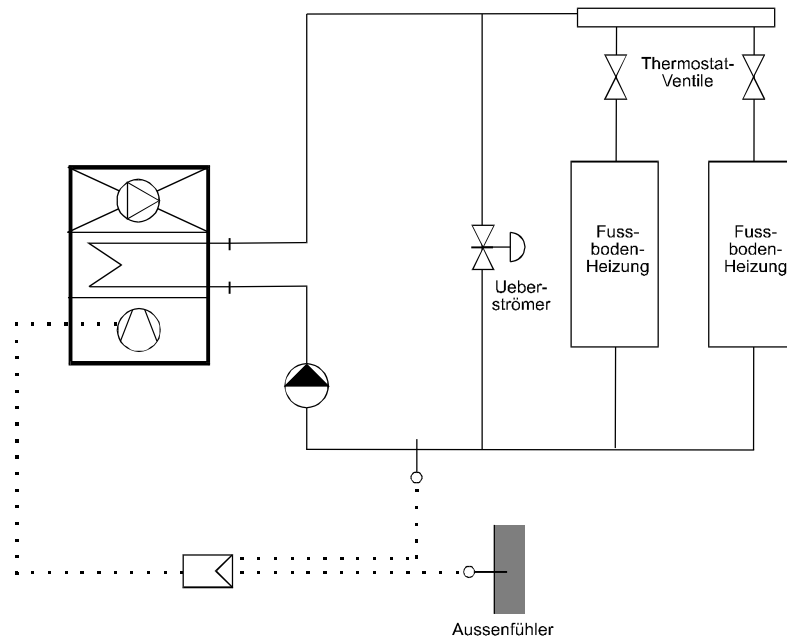 Thermostat-
Ventile
Fuss-
boden-
Heizung
Fuss-
boden-
Heizung
Ueber-
strömer
Aussenfühler